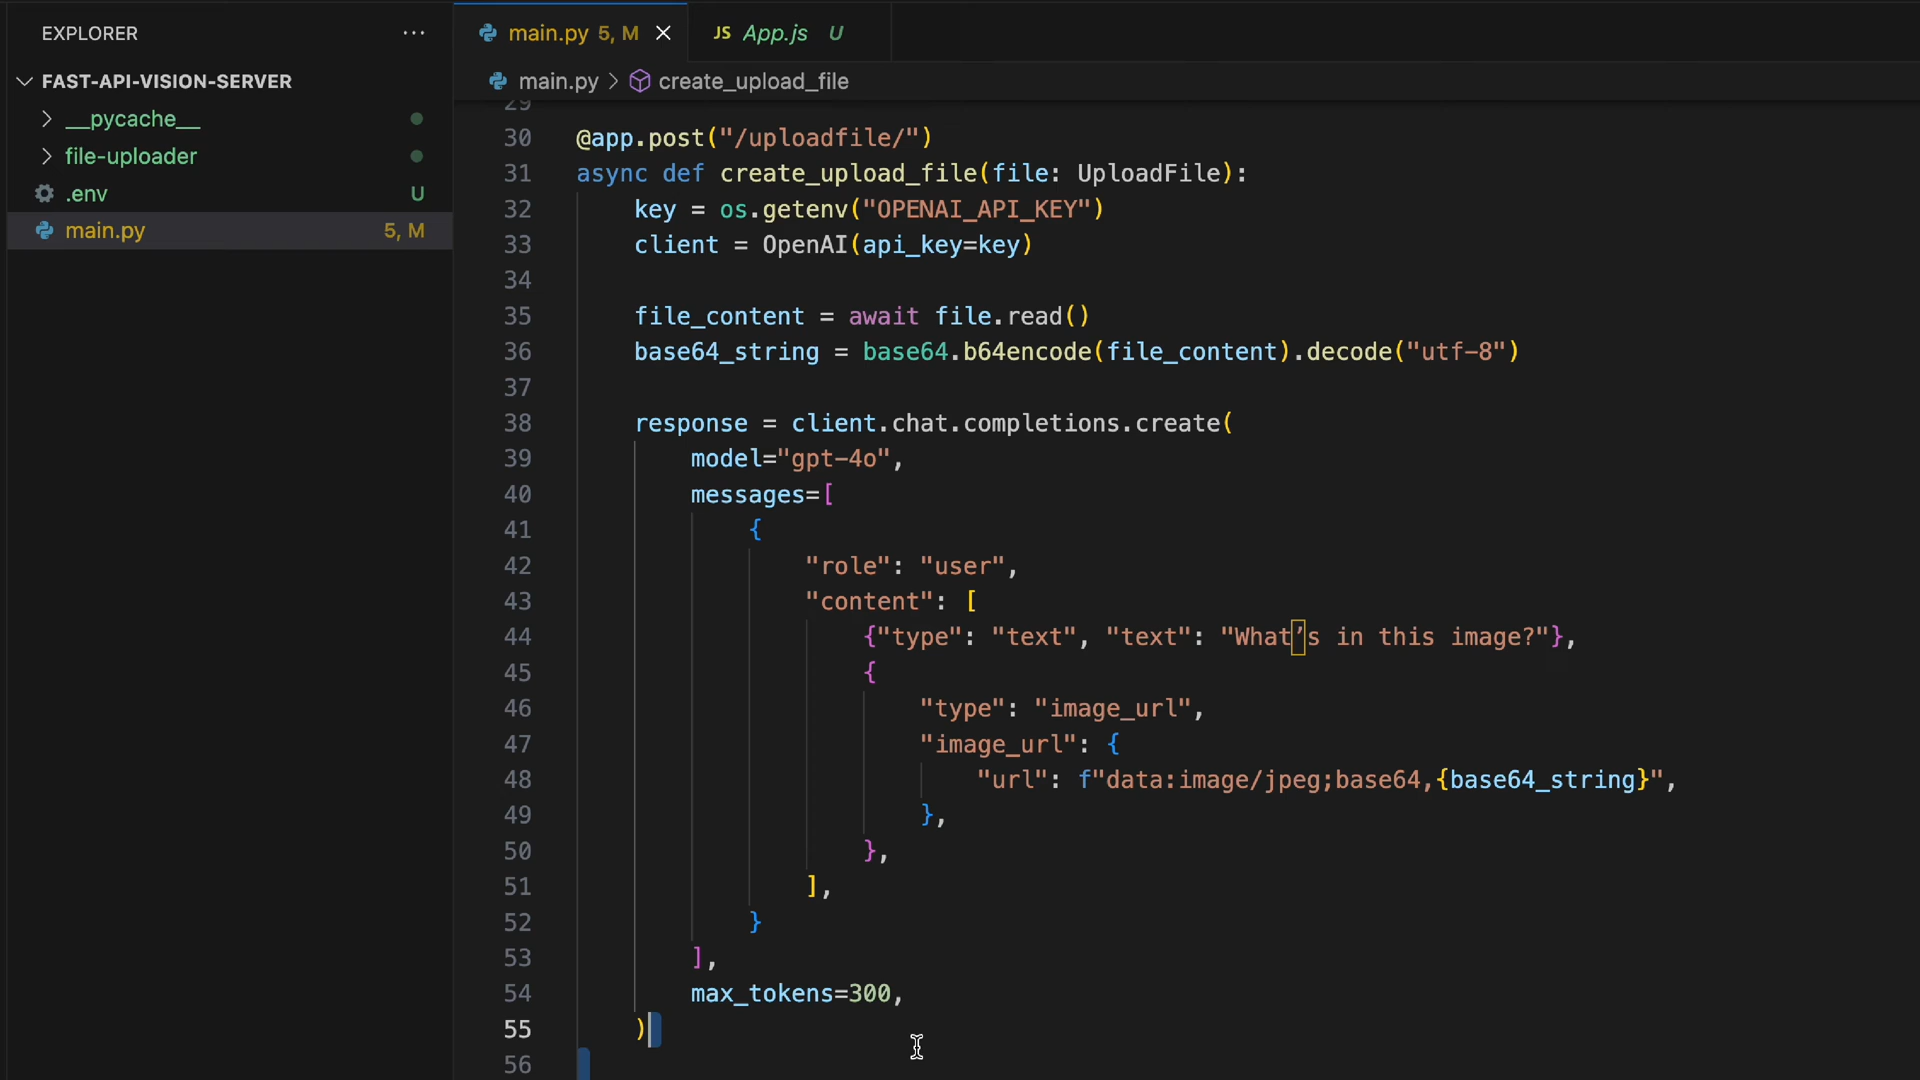 EXPLORER
FAST-API-VISION-SERVER
__pycache__
file-uploader
.env U
main.py 5, M
main.py 5, M
JS App.js U
main.py > create_upload_file
29
30 @app.post("/uploadfile/")
31 async def create_upload_file(file: UploadFile):
32 key = os.getenv("OPENAI_API_KEY")
33 client = OpenAI(api_key=key)
34
35 file_content = await file.read()
36 base64_string = base64.b64encode(file_content).decode("utf-8")
37
38 response = client.chat.completions.create(
39 model="gpt-4o",
40 messages=[
41 {
42 "role": "user",
43 "content": [
44 {"type": "text", "text": "What’s in this image?"},
45 {
46 "type": "image_url",
47 "image_url": {
48 "url": f"data:image/jpeg;base64,{base64_string}",
49 },
50 },
51 ],
52 }
53 ],
54 max_tokens=300,
55 )
56